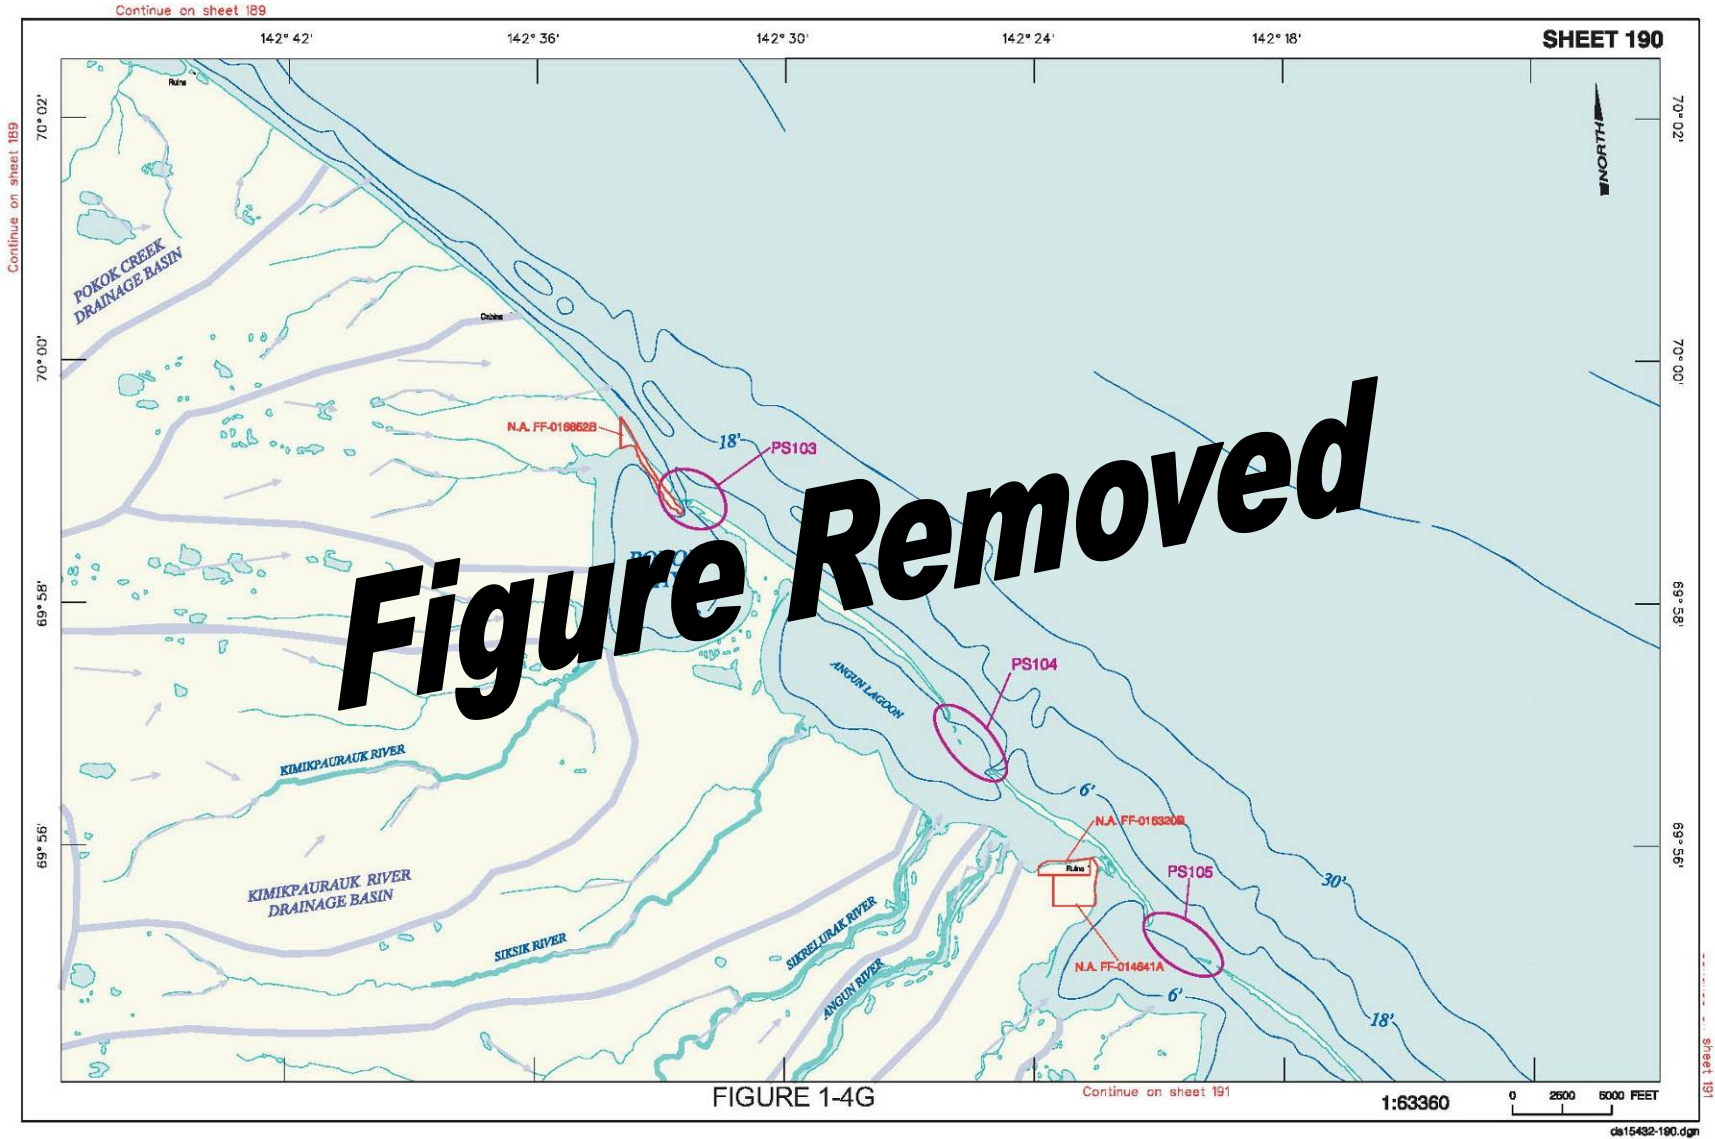 Continue on sheet 189
142° 42'
142° 36'
142° 30'
142° 24'
142° 18'
SHEET 190
Ruins
70° 02'
70° 02'
Continue on sheet 189
NORTH
POKOK CREEK
DRAINAGE BASIN
Cabins
70° 00'
70° 00'
N.A. FF-016662B
18'
PS103
Figure Removed
69° 58'
69° 58'
ANGUN LAGOON
PS104
KIMIKPAURAUK RIVER
6'
N.A. FF-015320B
69° 56'
69° 56'
Ruins
PS105
30'
KIMIKPAURAUK RIVER
DRAINAGE BASIN
SIKSIK RIVER
SIKRELURAK RIVER
ANGUN RIVER
N.A. FF-014641A
6'
18'
sheet 191
FIGURE 1-4G
Continue on sheet 191
1:63360
0 2500 5000 FEET
ds15432-190.dgn